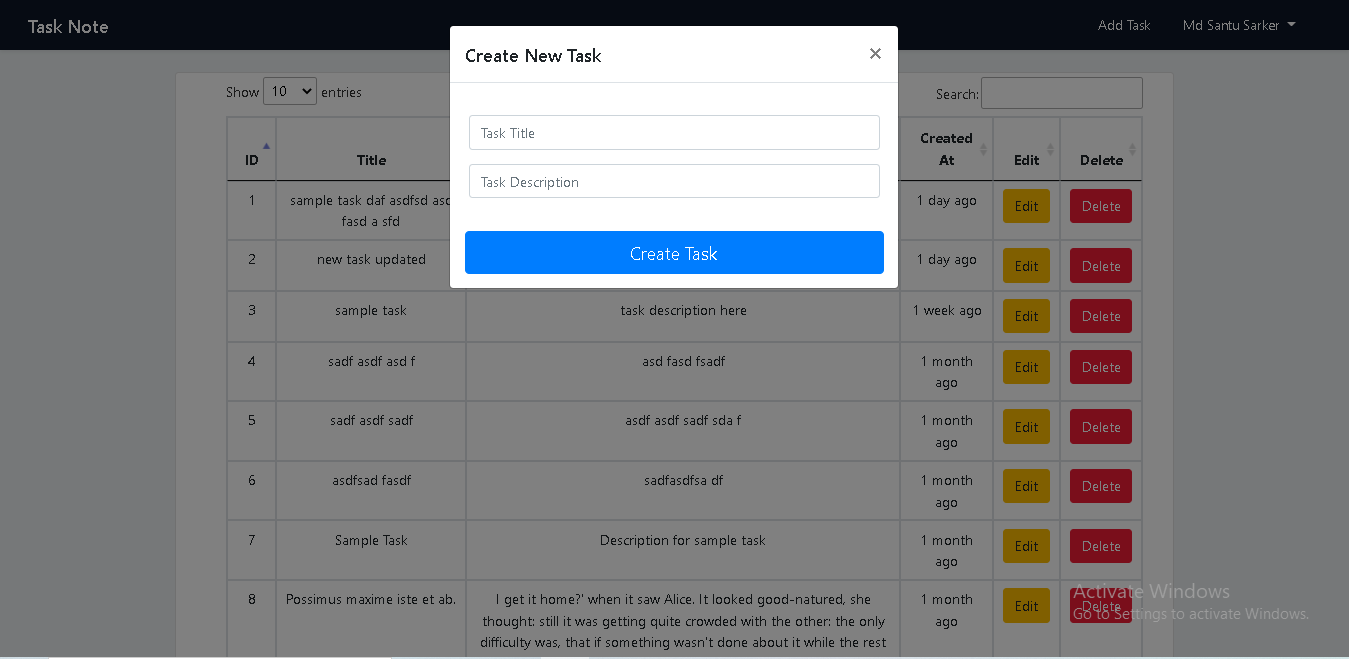 Task Note
Add Task
Md Santu Sarker
Create New Task
×
Task Title
Task Description
Create Task
Show 10 entries
Search:
ID Title Created At Edit Delete
1 sample task daf asdfsd 1 day ago Edit Delete
fasd a sfd
2 new task updated 1 day ago Edit Delete
3 sample task task description here 1 week ago Edit Delete
4 sadf asdf asd f asd fasd fsadf 1 month ago Edit Delete
5 sadf asdf sadf asdf asdf sadf sda f 1 month ago Edit Delete
6 asdfsad fasdf sadfasdfsa df 1 month ago Edit Delete
7 Sample Task Description for sample task 1 month ago Edit Delete
8 Possimus maxime iste et ab. I get it home?' when it saw Alice. It looked good-natured, she 1 month ago Edit Delete
thought: still it was getting quite crowded with the other: the only
difficulty was, that if something wasn't done about it while the rest
Activate Windows
Go to Settings to activate Windows.